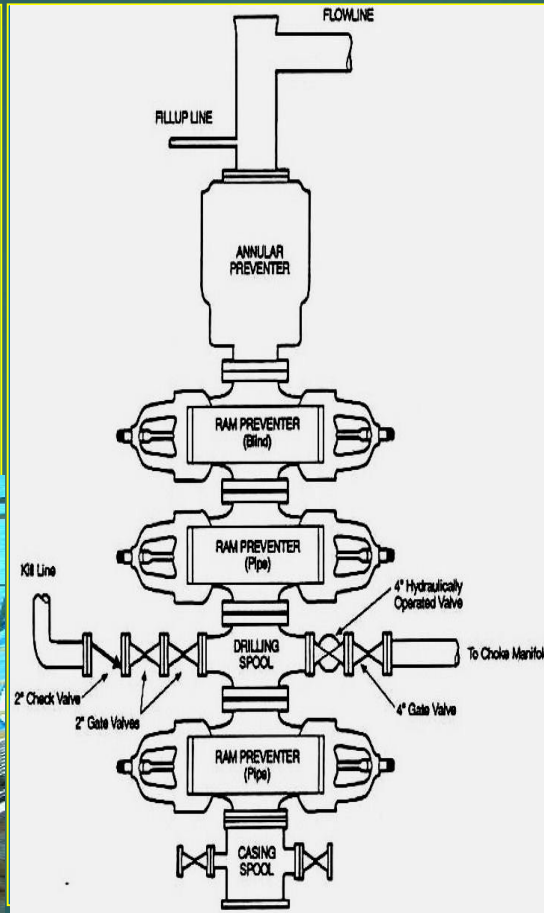 FLOWLINE
FILLUP LINE
ANNULAR
PREVENTER
RAM PREVENTER
(Blind)
RAM PREVENTER
(Pipe)
Kill Line
4" Hydraulically
Operated Valve
DRILLING
SPOOL
To Choke Manifold
2" Check Valve
2" Gate Valves
4" Gate Valve
RAM PREVENTER
(Pipe)
CASING
SPOOL